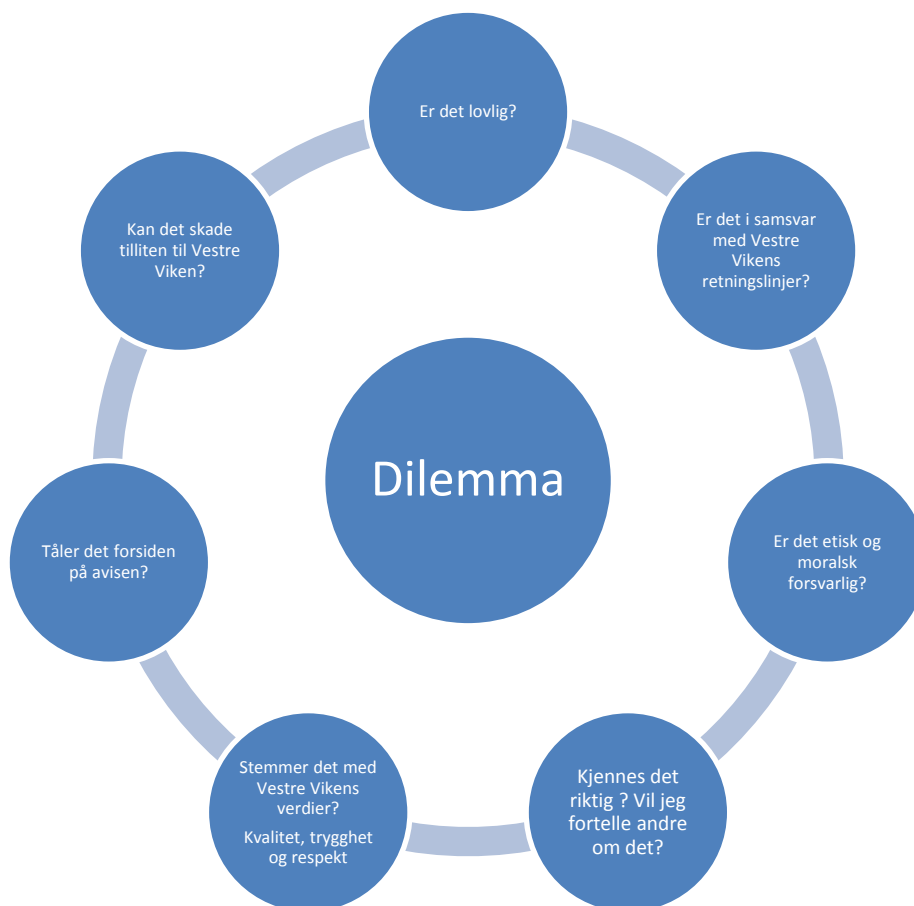 Er det lovlig?
Er det i samsvar
med Vestre
Vikens
retningslinjer?
Er det etisk og
moralsk
forsvarlig?
Kjennes det
riktig ? Vil jeg
fortelle andre
om det?
Stemmer det med
Vestre Vikens
verdier?
Kvalitet, trygghet
og respekt
Tåler det forsiden
på avisen?
Kan det skade
tilliten til Vestre
Viken?
Dilemma